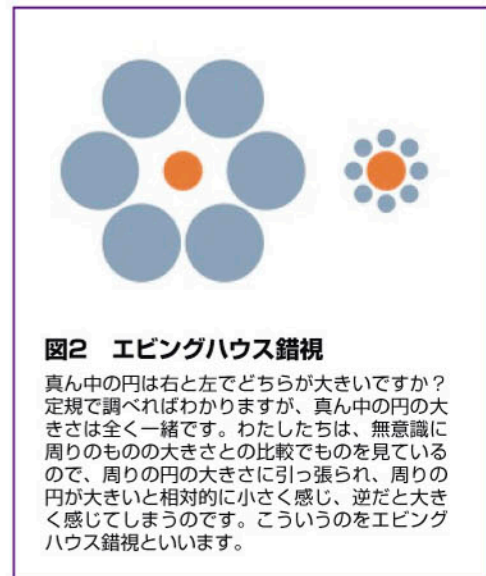 図2　エビングハウス錯視
真ん中の円は右と左でどちらが大きいですか？
定規で調べればわかりますが、真ん中の円の大
きさは全く一緒です。わたしたちは、無意識に
周りのものの大きさとの比較でものを見ている
ので、周りの円の大きさに引っ張られ、周りの
円が大きいと相対的に小さく感じ、逆だと大き
く感じてしまうのです。こういうのをエビング
ハウス錯視といいます。